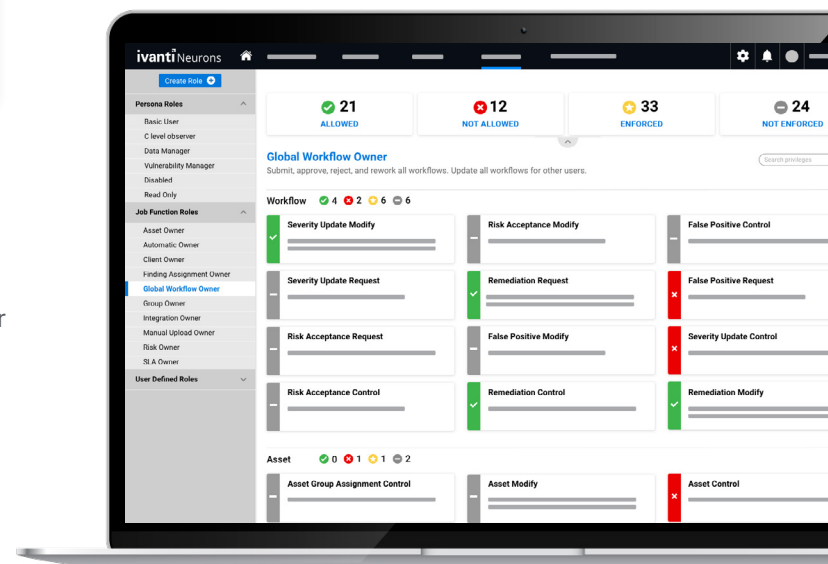 ivanti Neurons
Create Role
Persona Roles
Basic User
C level observer
Data Manager
Vulnerability Manager
Disabled
Read Only
Job Function Roles
Asset Owner
Automatic Owner
Client Owner
Finding Assignment Owner
Global Workflow Owner
Group Owner
Integration Owner
Manual Upload Owner
Risk Owner
SLA Owner
User Defined Roles
21
ALLOWED
12
NOT ALLOWED
33
ENFORCED
24
NOT ENFORCED
Global Workflow Owner
Search privileges
Submit, approve, reject, and rework all workflows. Update all workflows for other users.
Workflow 4 2 6 6
Severity Update Modify
Risk Acceptance Modify
False Positive Control
Severity Update Request
Remediation Request
False Positive Request
Risk Acceptance Request
False Positive Modify
Severity Update Control
Risk Acceptance Control
Remediation Control
Remediation Modify
Asset 0 1 1 2
Asset Group Assignment Control
Asset Modify
Asset Control